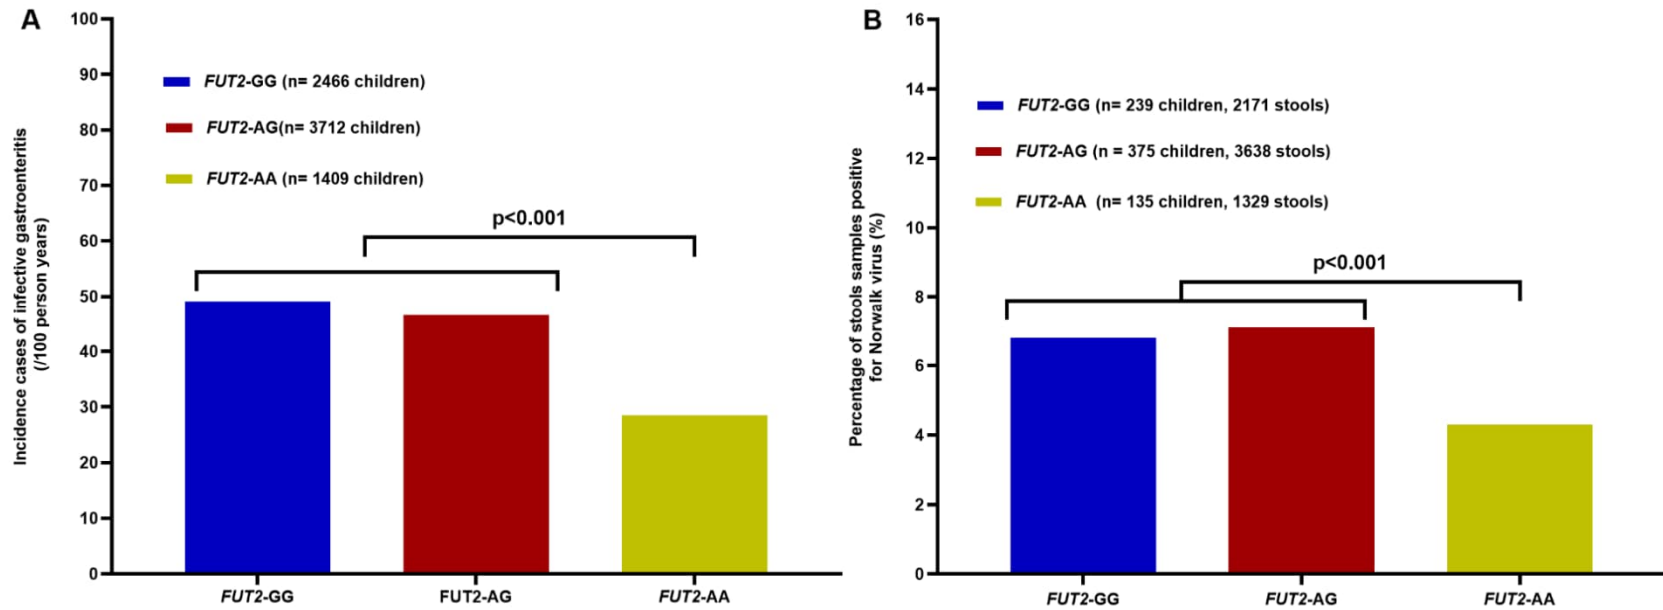 A
Incidence cases of infective gastroenteritis
(/100 person years)
100
90
80
70
60
50
40
30
20
10
0
FUT2-GG (n= 2466 children)
FUT2-AG(n= 3712 children)
FUT2-AA (n= 1409 children)
p<0.001
FUT2-GG
FUT2-AG
FUT2-AA
B
Percentage of stools samples positive
for Norwalk virus (%)
16
14
12
10
8
6
4
2
0
FUT2-GG (n= 239 children, 2171 stools)
FUT2-AG (n = 375 children, 3638 stools)
FUT2-AA (n= 135 children, 1329 stools)
p<0.001
FUT2-GG
FUT2-AG
FUT2-AA